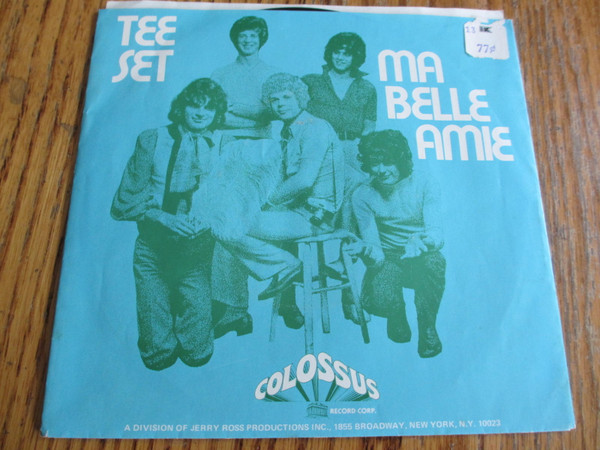 TEE
SET
77¢
MA
BELLE
AMIE
COLOSSUS
RECORD CORP.
A DIVISION OF JERRY ROSS PRODUCTIONS INC., 1855 BROADWAY, NEW YORK, N.Y. 10023